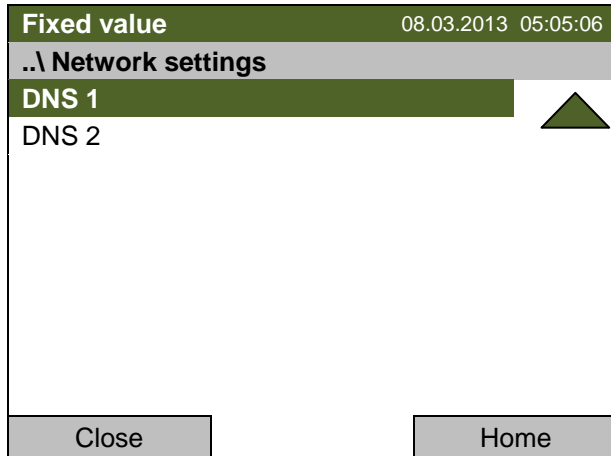 Fixed value 08.03.2013 05:05:06
..\ Network settings
DNS 1
DNS 2
Close Home